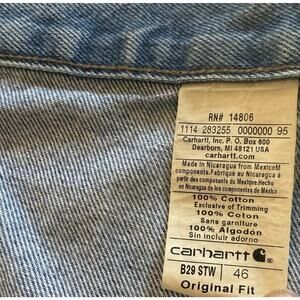 RN# 14806
1114 283255 0000000 95
Carhartt, Inc. P.O. Box 600
Dearborn, MI 48121 USA
carhartt.com
Made in Nicaragua from MexicoM
components.Fabriqué au Nicaragua à
partir des composants du Mexique.Hecho
en Nicaragua de los componentes de México
100% Cotton
Exclusive of Trimming
100% Coton
Sans Garniture
100% Algodón
Sin incluir adorno
carhartt
B29 STW 46
Original Fit